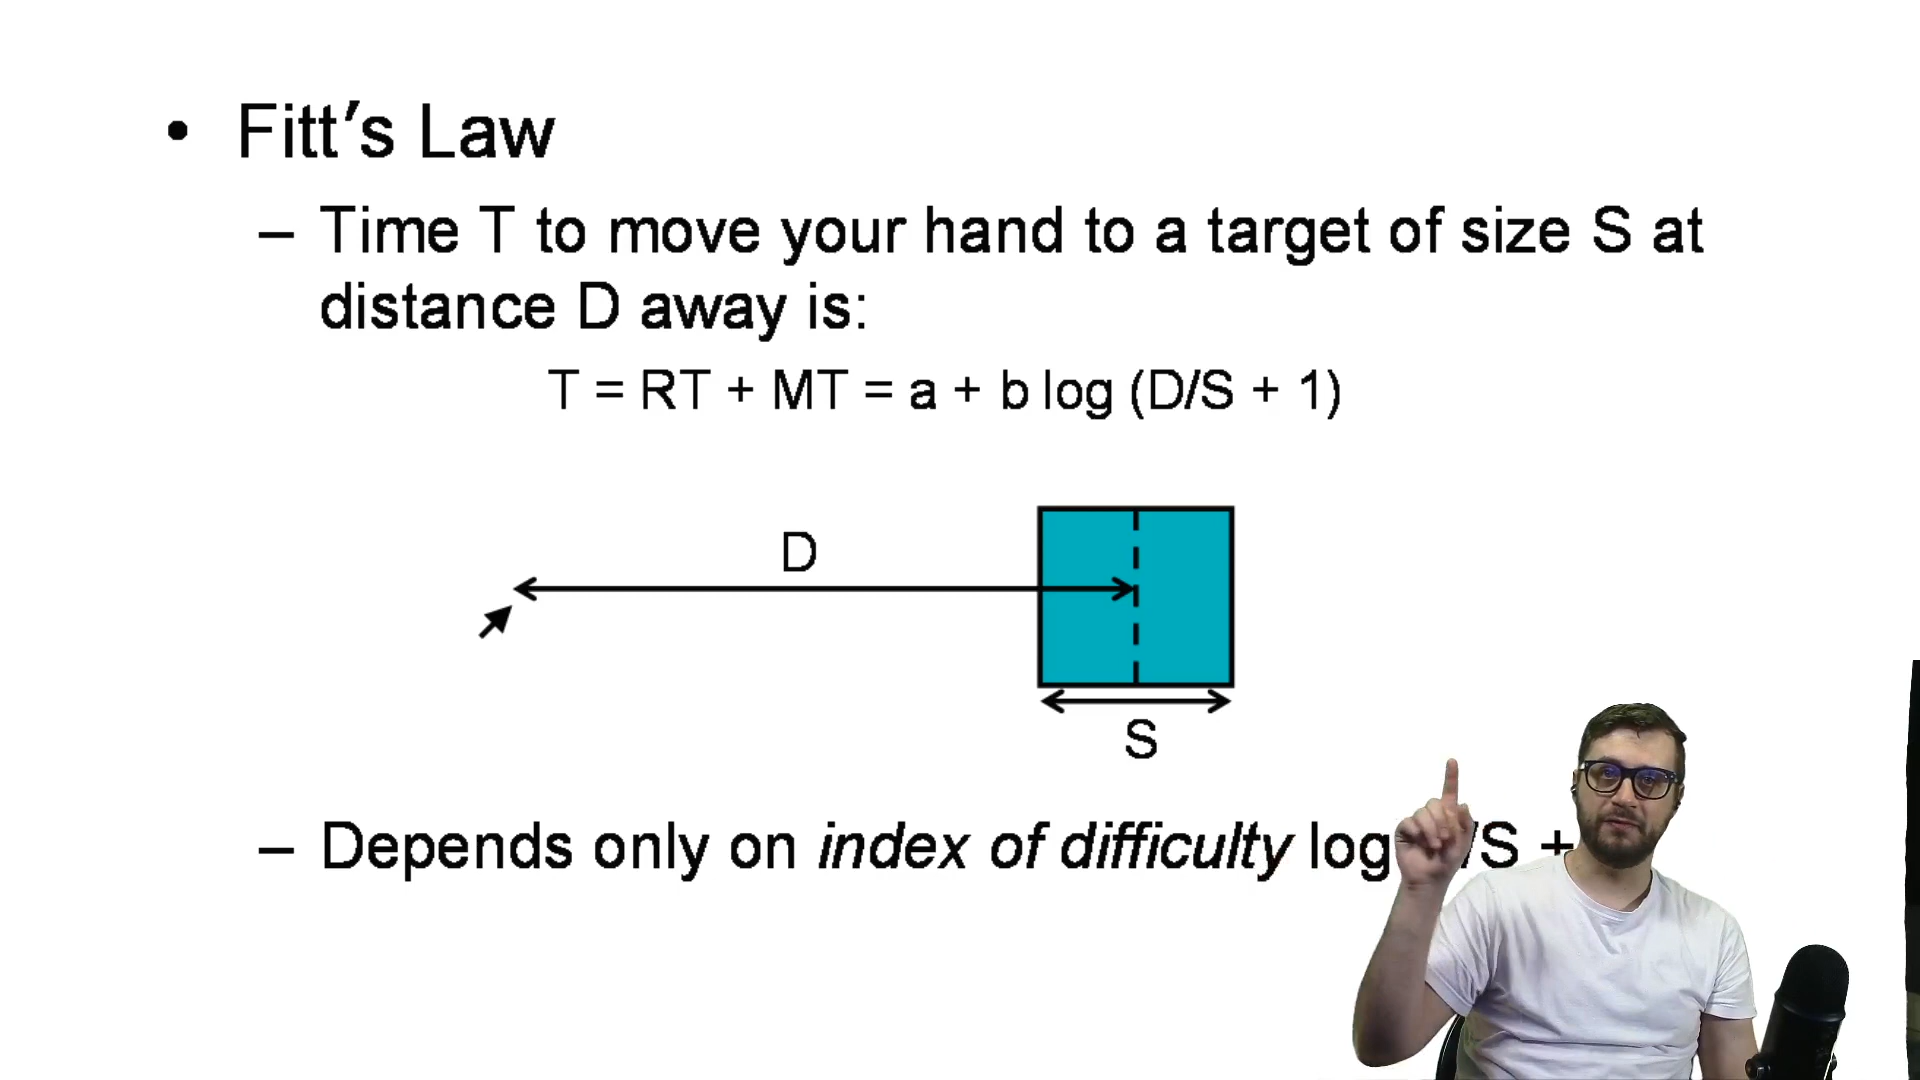 • Fitt's Law
– Time T to move your hand to a target of size S at
distance D away is:
T = RT + MT = a + b log (D/S + 1)
D
S
– Depends only on index of difficulty log /S +